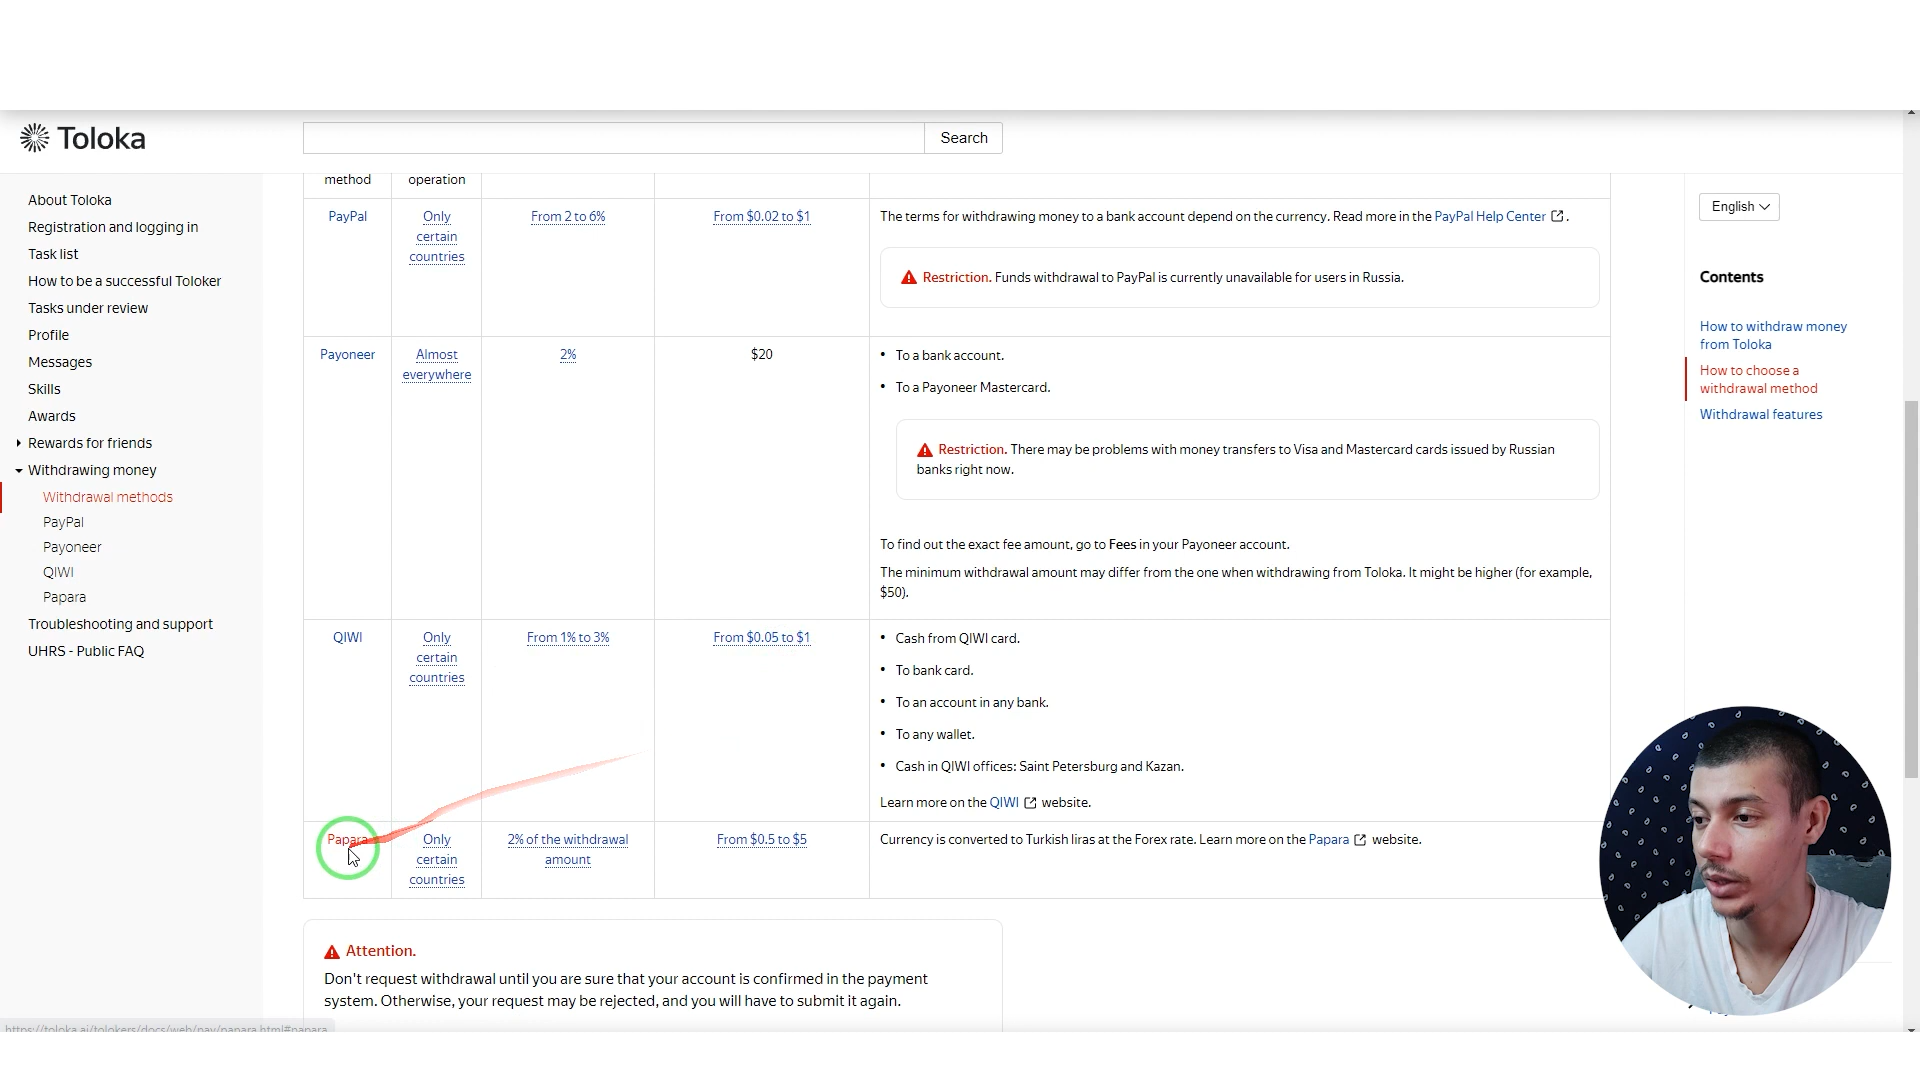 Toloka
Search
About Toloka
Registration and logging in
Task list
How to be a successful Toloker
Tasks under review
Profile
Messages
Skills
Awards
Rewards for friends
Withdrawing money
Withdrawal methods
PayPal
Payoneer
QIWI
Papara
Troubleshooting and support
UHRS - Public FAQ
method
operation
PayPal
Only
certain
countries
From 2 to 6%
From $0.02 to $1
The terms for withdrawing money to a bank account depend on the currency. Read more in the PayPal Help Center .
Restriction. Funds withdrawal to PayPal is currently unavailable for users in Russia.
Payoneer
Almost
everywhere
2%
$20
• To a bank account.
• To a Payoneer Mastercard.
Restriction. There may be problems with money transfers to Visa and Mastercard cards issued by Russian
banks right now.
To find out the exact fee amount, go to Fees in your Payoneer account.
The minimum withdrawal amount may differ from the one when withdrawing from Toloka. It might be higher (for example,
$50).
QIWI
Only
certain
countries
From 1% to 3%
From $0.05 to $1
• Cash from QIWI card.
• To bank card.
• To an account in any bank.
• To any wallet.
• Cash in QIWI offices: Saint Petersburg and Kazan.
Learn more on the QIWI website.
Papara
Only
certain
countries
2% of the withdrawal
amount
From $0.5 to $5
Currency is converted to Turkish liras at the Forex rate. Learn more on the Papara website.
Attention.
Don't request withdrawal until you are sure that your account is confirmed in the payment
system. Otherwise, your request may be rejected, and you will have to submit it again.
https://toloka.ai/tolokers/docs/web/pay/papara.html#papara
English
Contents
How to withdraw money
from Toloka
How to choose a
withdrawal method
Withdrawal features